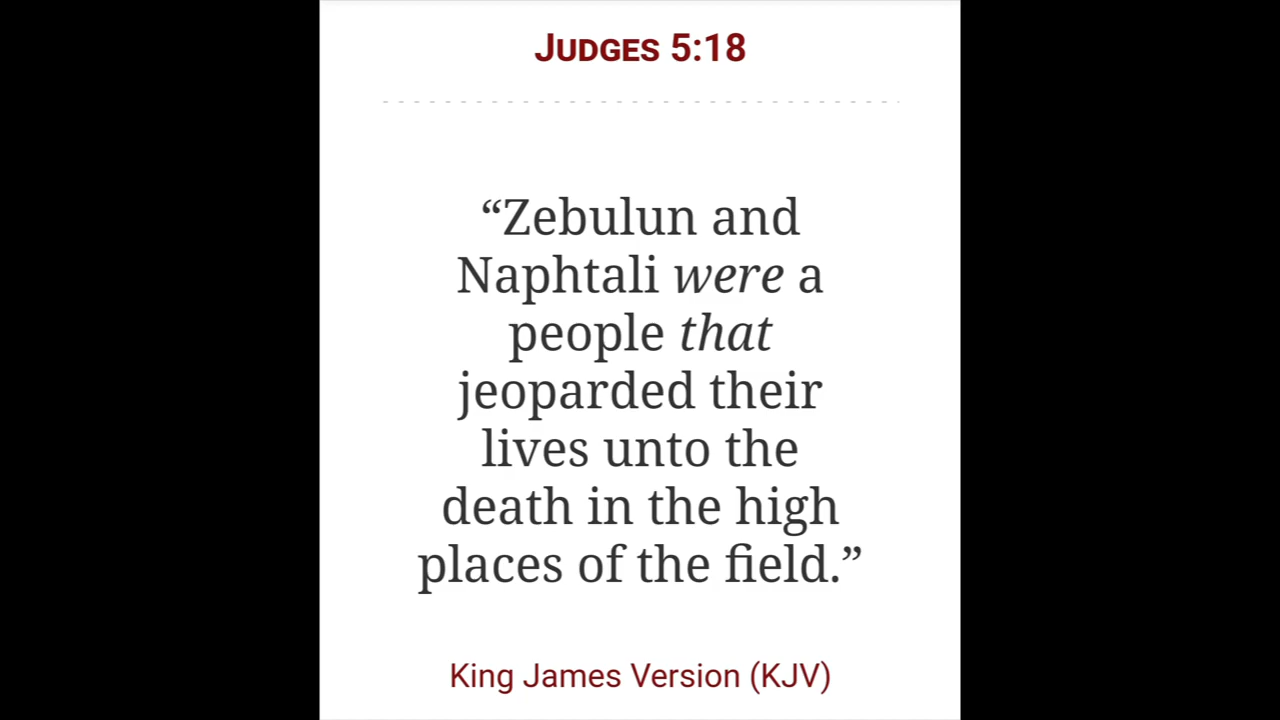 JUDGES 5:18
“Zebulun and
Naphtali were a
people that
jeoparded their
lives unto the
death in the high
places of the field.”
King James Version (KJV)